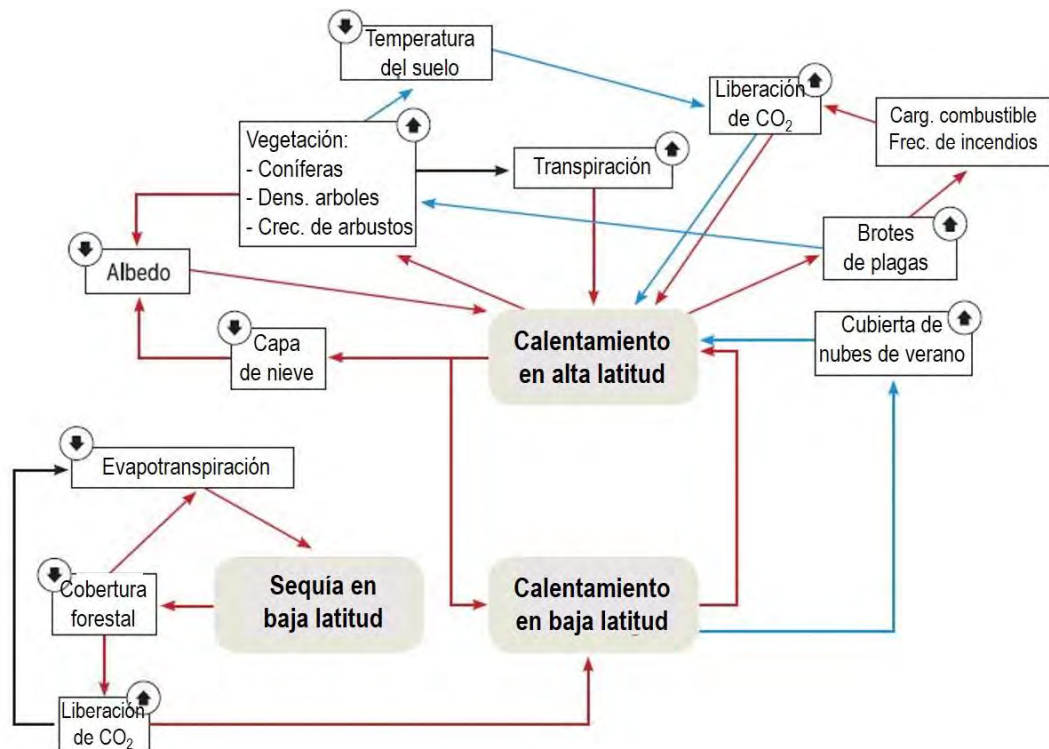 Temperatura
del suelo
Liberación
de CO₂
Carg. combustible
Frec. de incendios
Vegetación:
- Coníferas
- Dens. arboles
- Crec. de arbustos
Transpiración
Brotes
de plagas
Albedo
Capa
de nieve
Calentamiento
en alta latitud
Cubierta de
nubes de verano
Evapotranspiración
Cobertura
forestal
Sequía en
baja latitud
Calentamiento
en baja latitud
Liberación
de CO₂